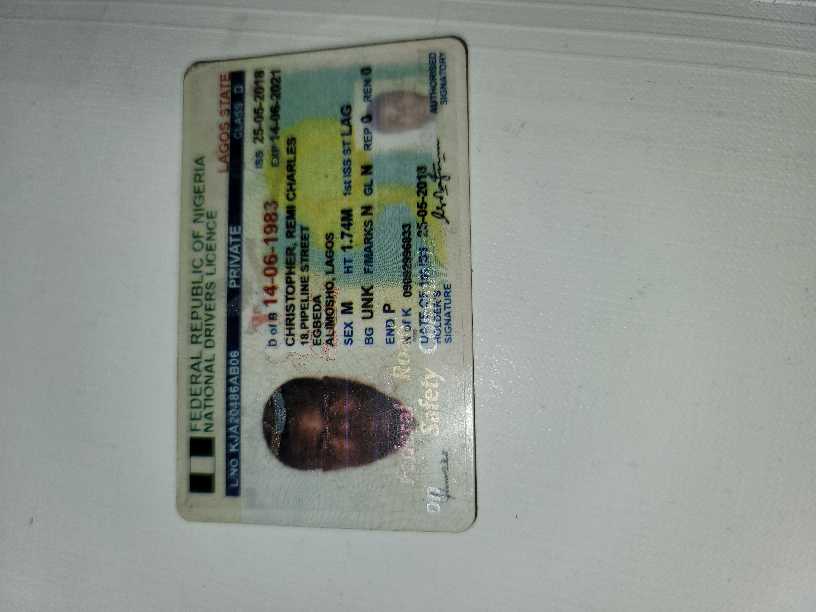 FEDERAL REPUBLIC OF NIGERIA
NATIONAL DRIVERS LICENCE
LAGOS STATE
L/NO KJA20486AB06 PRIVATE CLASS D
ISS 25-05-2018
D of B 14-06-1983 EXP 14-06-2021
CHRISTOPHER, REMI CHARLES
18,PIPELINE STREET
EGBEDA
ALIMOSHO, LAGOS
SEX M HT 1.74M 1st ISS ST LAG
BG UNK F/MARKS N GL N REP 0 REN 0
END P
Federal Road
Safety
N of K 09092996833
DATE OF 25-05-2018
HOLDER'S
SIGNATURE
AUTHORISED
SIGNATORY